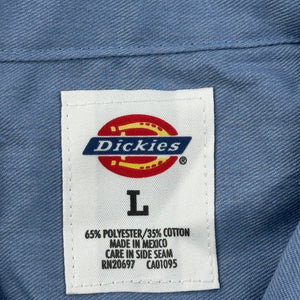 Dickies
L
65% POLYESTER/35% COTTON
MADE IN MEXICO
CARE IN SIDE SEAM
RN20697 CA01095